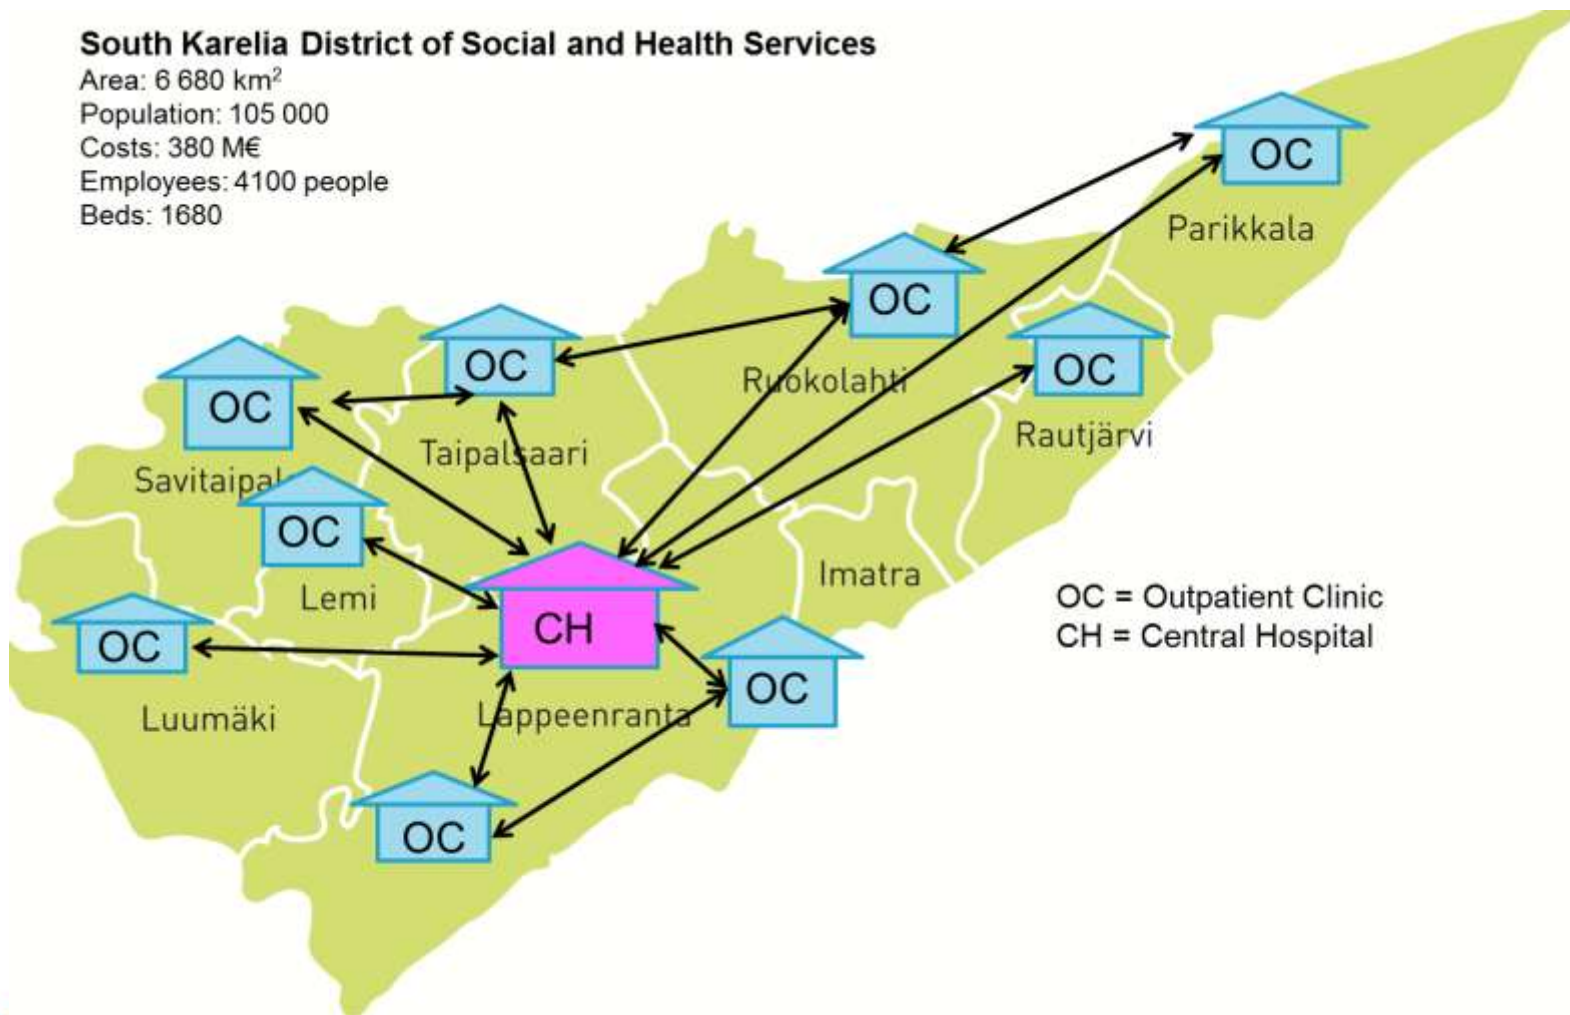 South Karelia District of Social and Health Services
Area: 6 680 km²
Population: 105 000
Costs: 380 M€
Employees: 4100 people
Beds: 1680
OC
Parikkala
OC
Ruokolahti
OC
Rautjärvi
OC
Taipalsaari
OC
Savitaipal
OC
Lemi
Imatra
OC = Outpatient Clinic
CH = Central Hospital
CH
OC
Luumäki
Lappeenranta
OC
OC